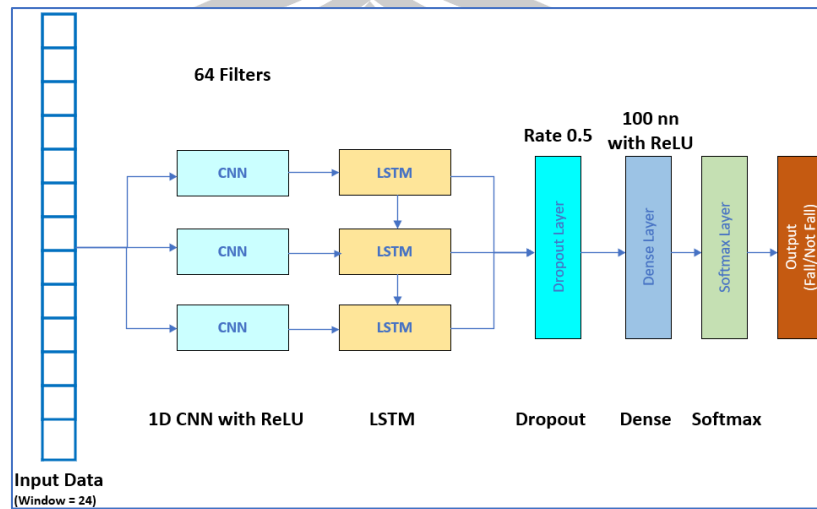 64 Filters
Rate 0.5
100 nn
with ReLU
CNN
LSTM
CNN
LSTM
CNN
LSTM
Dropout Layer
Dense Layer
Softmax Layer
Output
(Fall/Not Fall)
1D CNN with ReLU
LSTM
Dropout
Dense
Softmax
Input Data
(Window = 24)